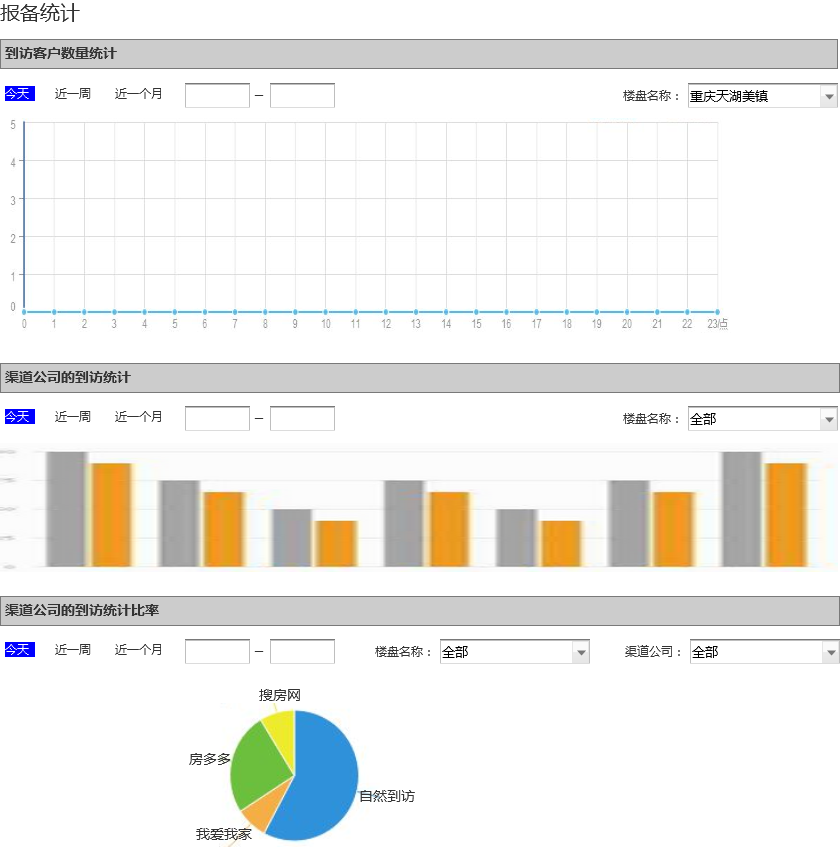 报备统计
到访客户数量统计
今天 近一周 近一个月 — 楼盘名称： 重庆天湖美镇
5
4
3
2
1
0
0 1 2 3 4 5 6 7 8 9 10 11 12 13 14 15 16 17 18 19 20 21 22 23/点
渠道公司的到访统计
今天 近一周 近一个月 — 楼盘名称： 全部
渠道公司的到访统计比率
今天 近一周 近一个月 — 楼盘名称： 全部 渠道公司： 全部
搜房网
房多多
自然到访
我爱我家